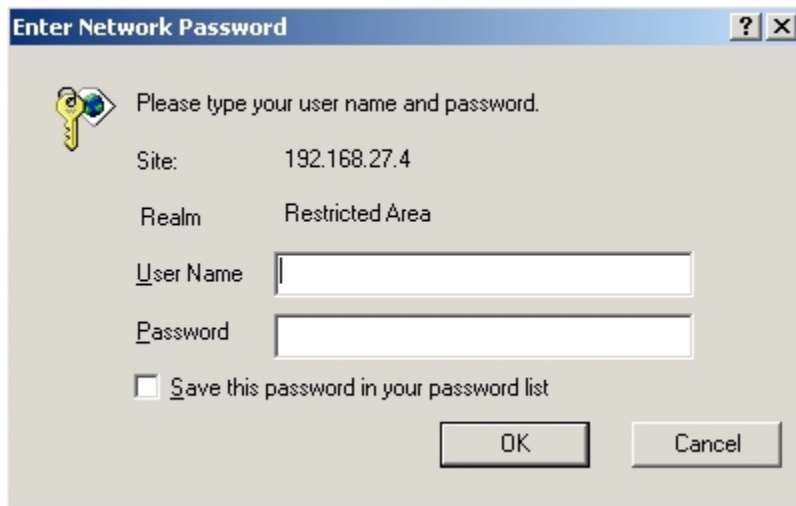 Enter Network Password
Please type your user name and password.
Site: 192.168.27.4
Realm Restricted Area
User Name
Password
Save this password in your password list
OK Cancel